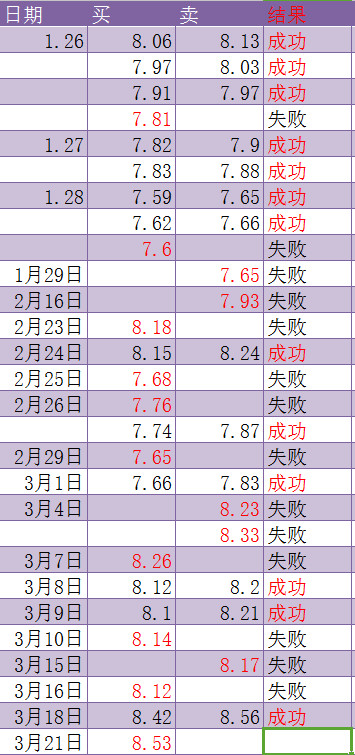 日期 买 卖 结果
1.26 8.06 8.13 成功
7.97 8.03 成功
7.91 7.97 成功
7.81 失败
1.27 7.82 7.9 成功
7.83 7.88 成功
1.28 7.59 7.65 成功
7.62 7.66 成功
7.6 失败
1月29日 7.65 失败
2月16日 7.93 失败
2月23日 8.18 失败
2月24日 8.15 8.24 成功
2月25日 7.68 失败
2月26日 7.76 失败
7.74 7.87 成功
2月29日 7.65 失败
3月1日 7.66 7.83 成功
3月4日 8.23 失败
8.33 失败
3月7日 8.26 失败
3月8日 8.12 8.2 成功
3月9日 8.1 8.21 成功
3月10日 8.14 失败
3月15日 8.17 失败
3月16日 8.12 失败
3月18日 8.42 8.56 成功
3月21日 8.53